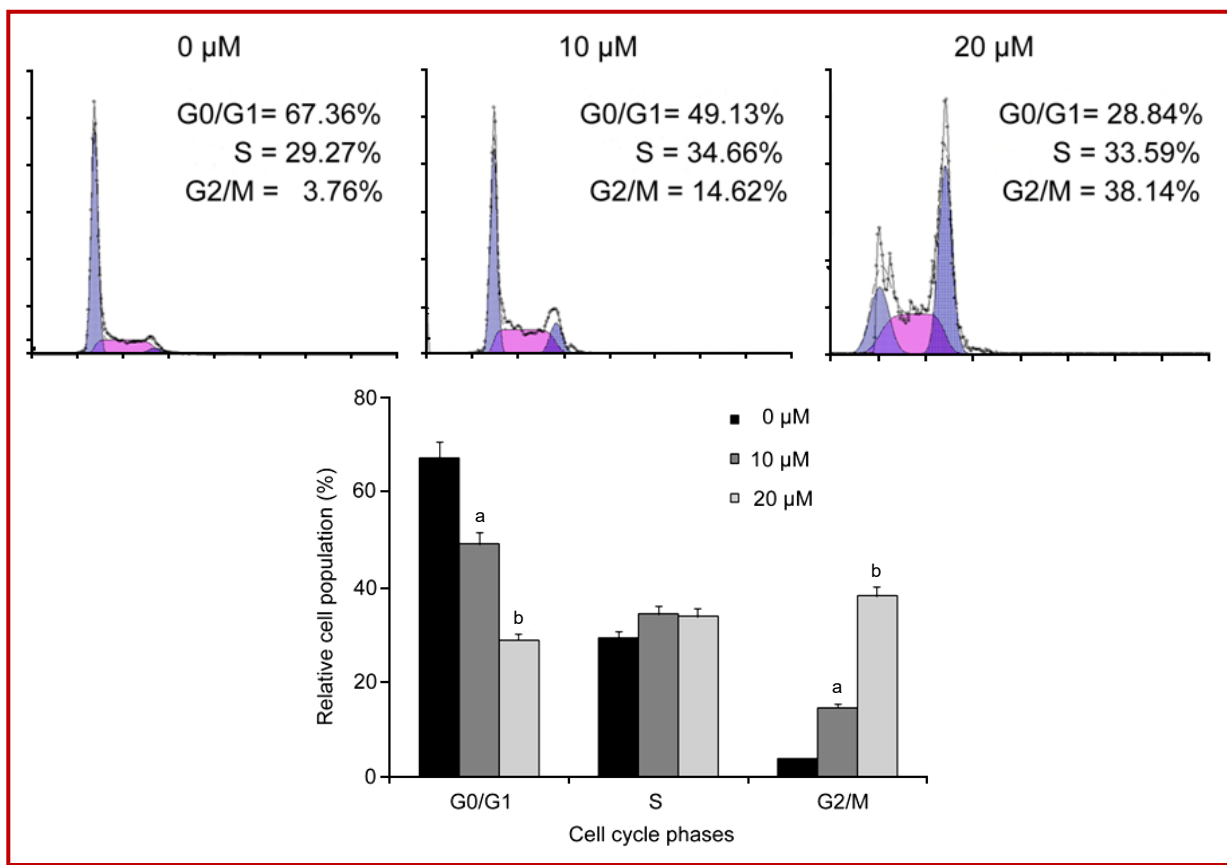 0 µM
G0/G1= 67.36%
S = 29.27%
G2/M = 3.76%
10 µM
G0/G1= 49.13%
S = 34.66%
G2/M = 14.62%
20 µM
G0/G1= 28.84%
S = 33.59%
G2/M = 38.14%
Relative cell population (%)
80
60
40
20
0
0 µM
10 µM
20 µM
a
b
a
b
G0/G1
S
G2/M
Cell cycle phases